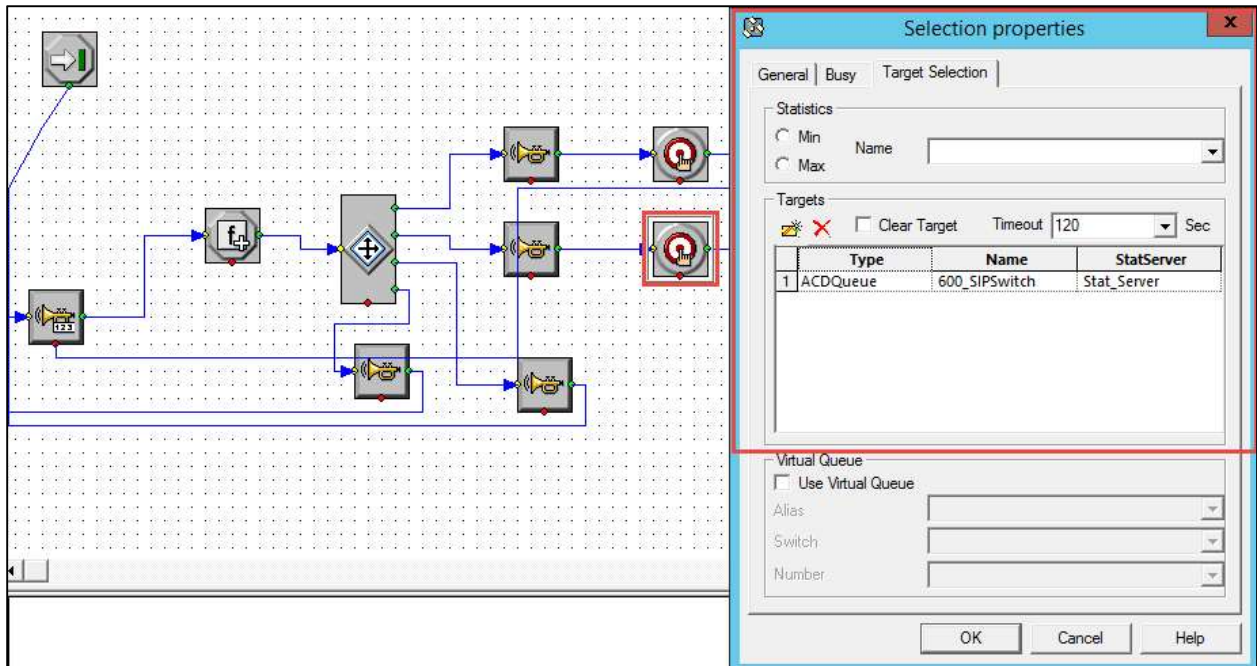 Selection properties
x
General
Busy
Target Selection
Statistics
Min
Max
Name
Targets
Clear Target
Timeout 120 Sec
Type Name StatServer
1 ACDQueue 600_SIPSwitch Stat_Server
Virtual Queue
Use Virtual Queue
Alias
Switch
Number
OK Cancel Help
f
123